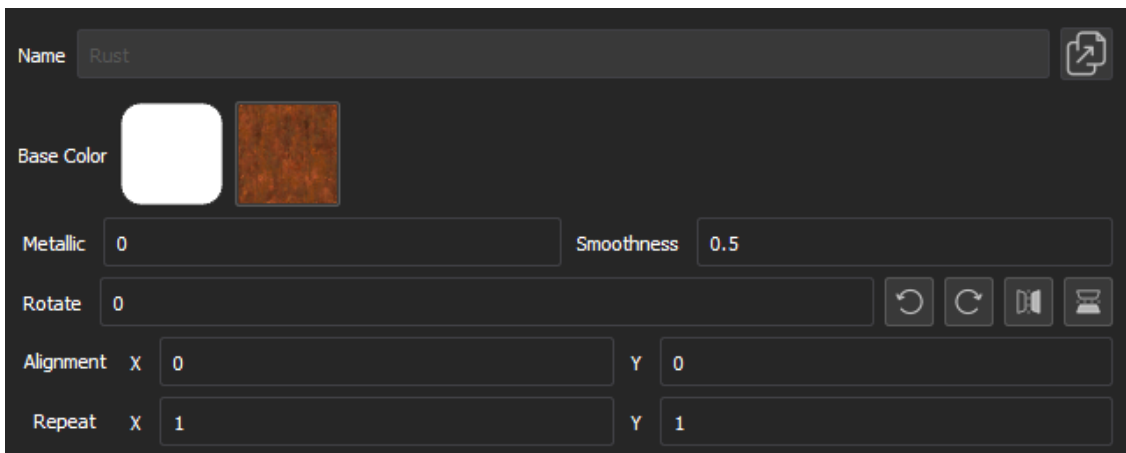 Name Rust
Base Color
Metallic 0 Smoothness 0.5
Rotate 0
Alignment X 0 Y 0
Repeat X 1 Y 1